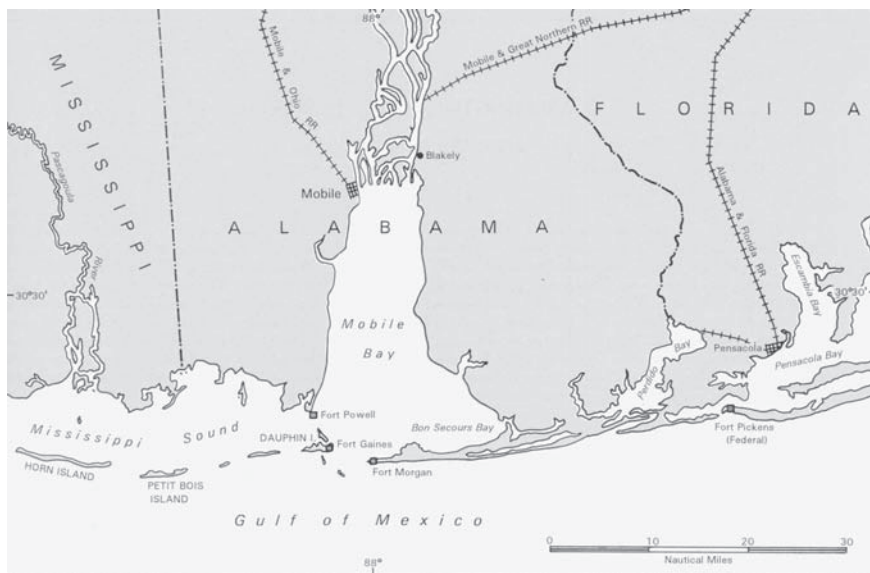 88°
MISSISSIPPI
Mobile & Ohio RR
Mobile & Great Northern RR
FLORIDA
Pascagoula
River
Blakely
Mobile
ALABAMA
Alabama & Florida RR
Escambia Bay
30°30'
30°30'
Mobile
Bay
Perdido
Bay
Pensacola
Pensacola Bay
Fort Powell
Mississippi Sound
Bon Secours Bay
DAUPHIN I.
Fort Gaines
Fort Pickens
(Federal)
HORN ISLAND
PETIT BOIS
ISLAND
Fort Morgan
Gulf of Mexico
0 10 20 30
Nautical Miles
88°